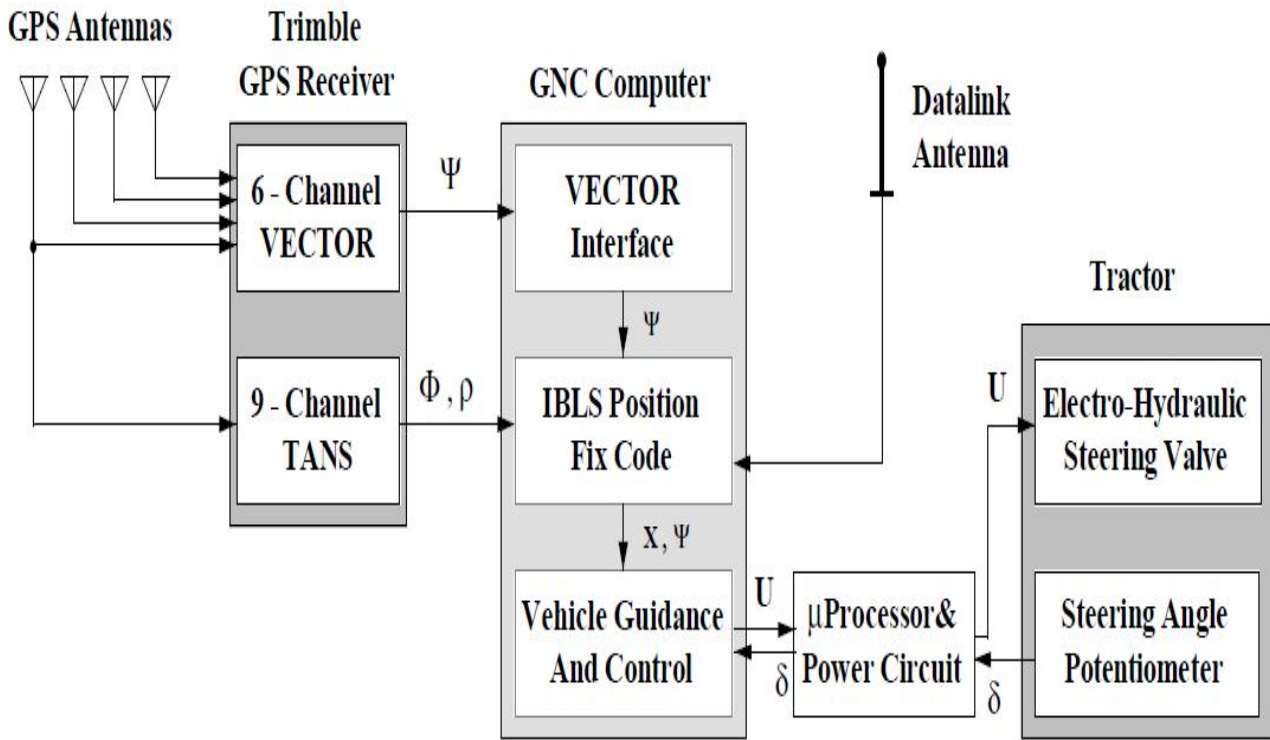 GPS Antennas
Trimble
GPS Receiver
GNC Computer
Datalink
Antenna
Tractor
6 - Channel
VECTOR
Ψ
VECTOR
Interface
Ψ
9 - Channel
TANS
Φ , ρ
IBLS Position
Fix Code
x , Ψ
Vehicle Guidance
And Control
U
δ
μProcessor&
Power Circuit
U
δ
Electro-Hydraulic
Steering Valve
Steering Angle
Potentiometer